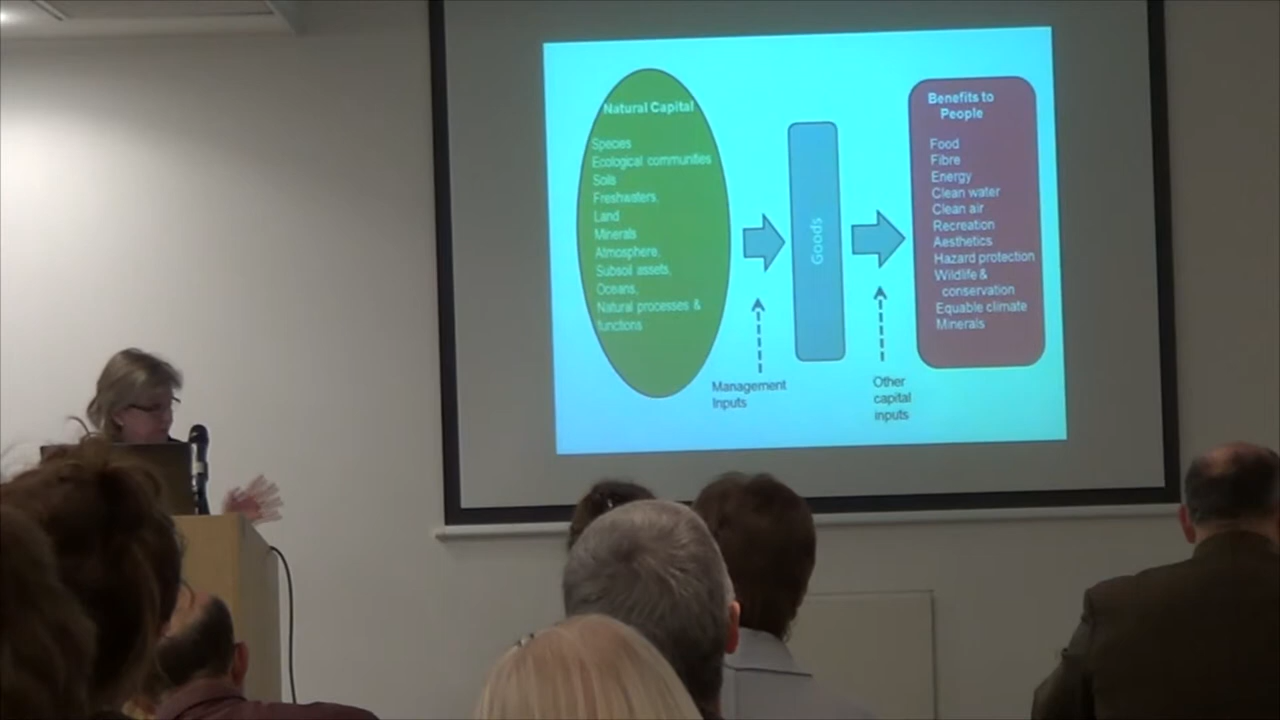 Natural Capital
Species
Ecological communities
Soils
Freshwaters,
Land
Minerals
Atmosphere,
Subsoil assets,
Oceans,
Natural processes &
functions
Management
Inputs
Goods
Other
capital
inputs
Benefits to
People
Food
Fibre
Energy
Clean water
Clean air
Recreation
Aesthetics
Hazard protection
Wildlife &
conservation
Equable climate
Minerals